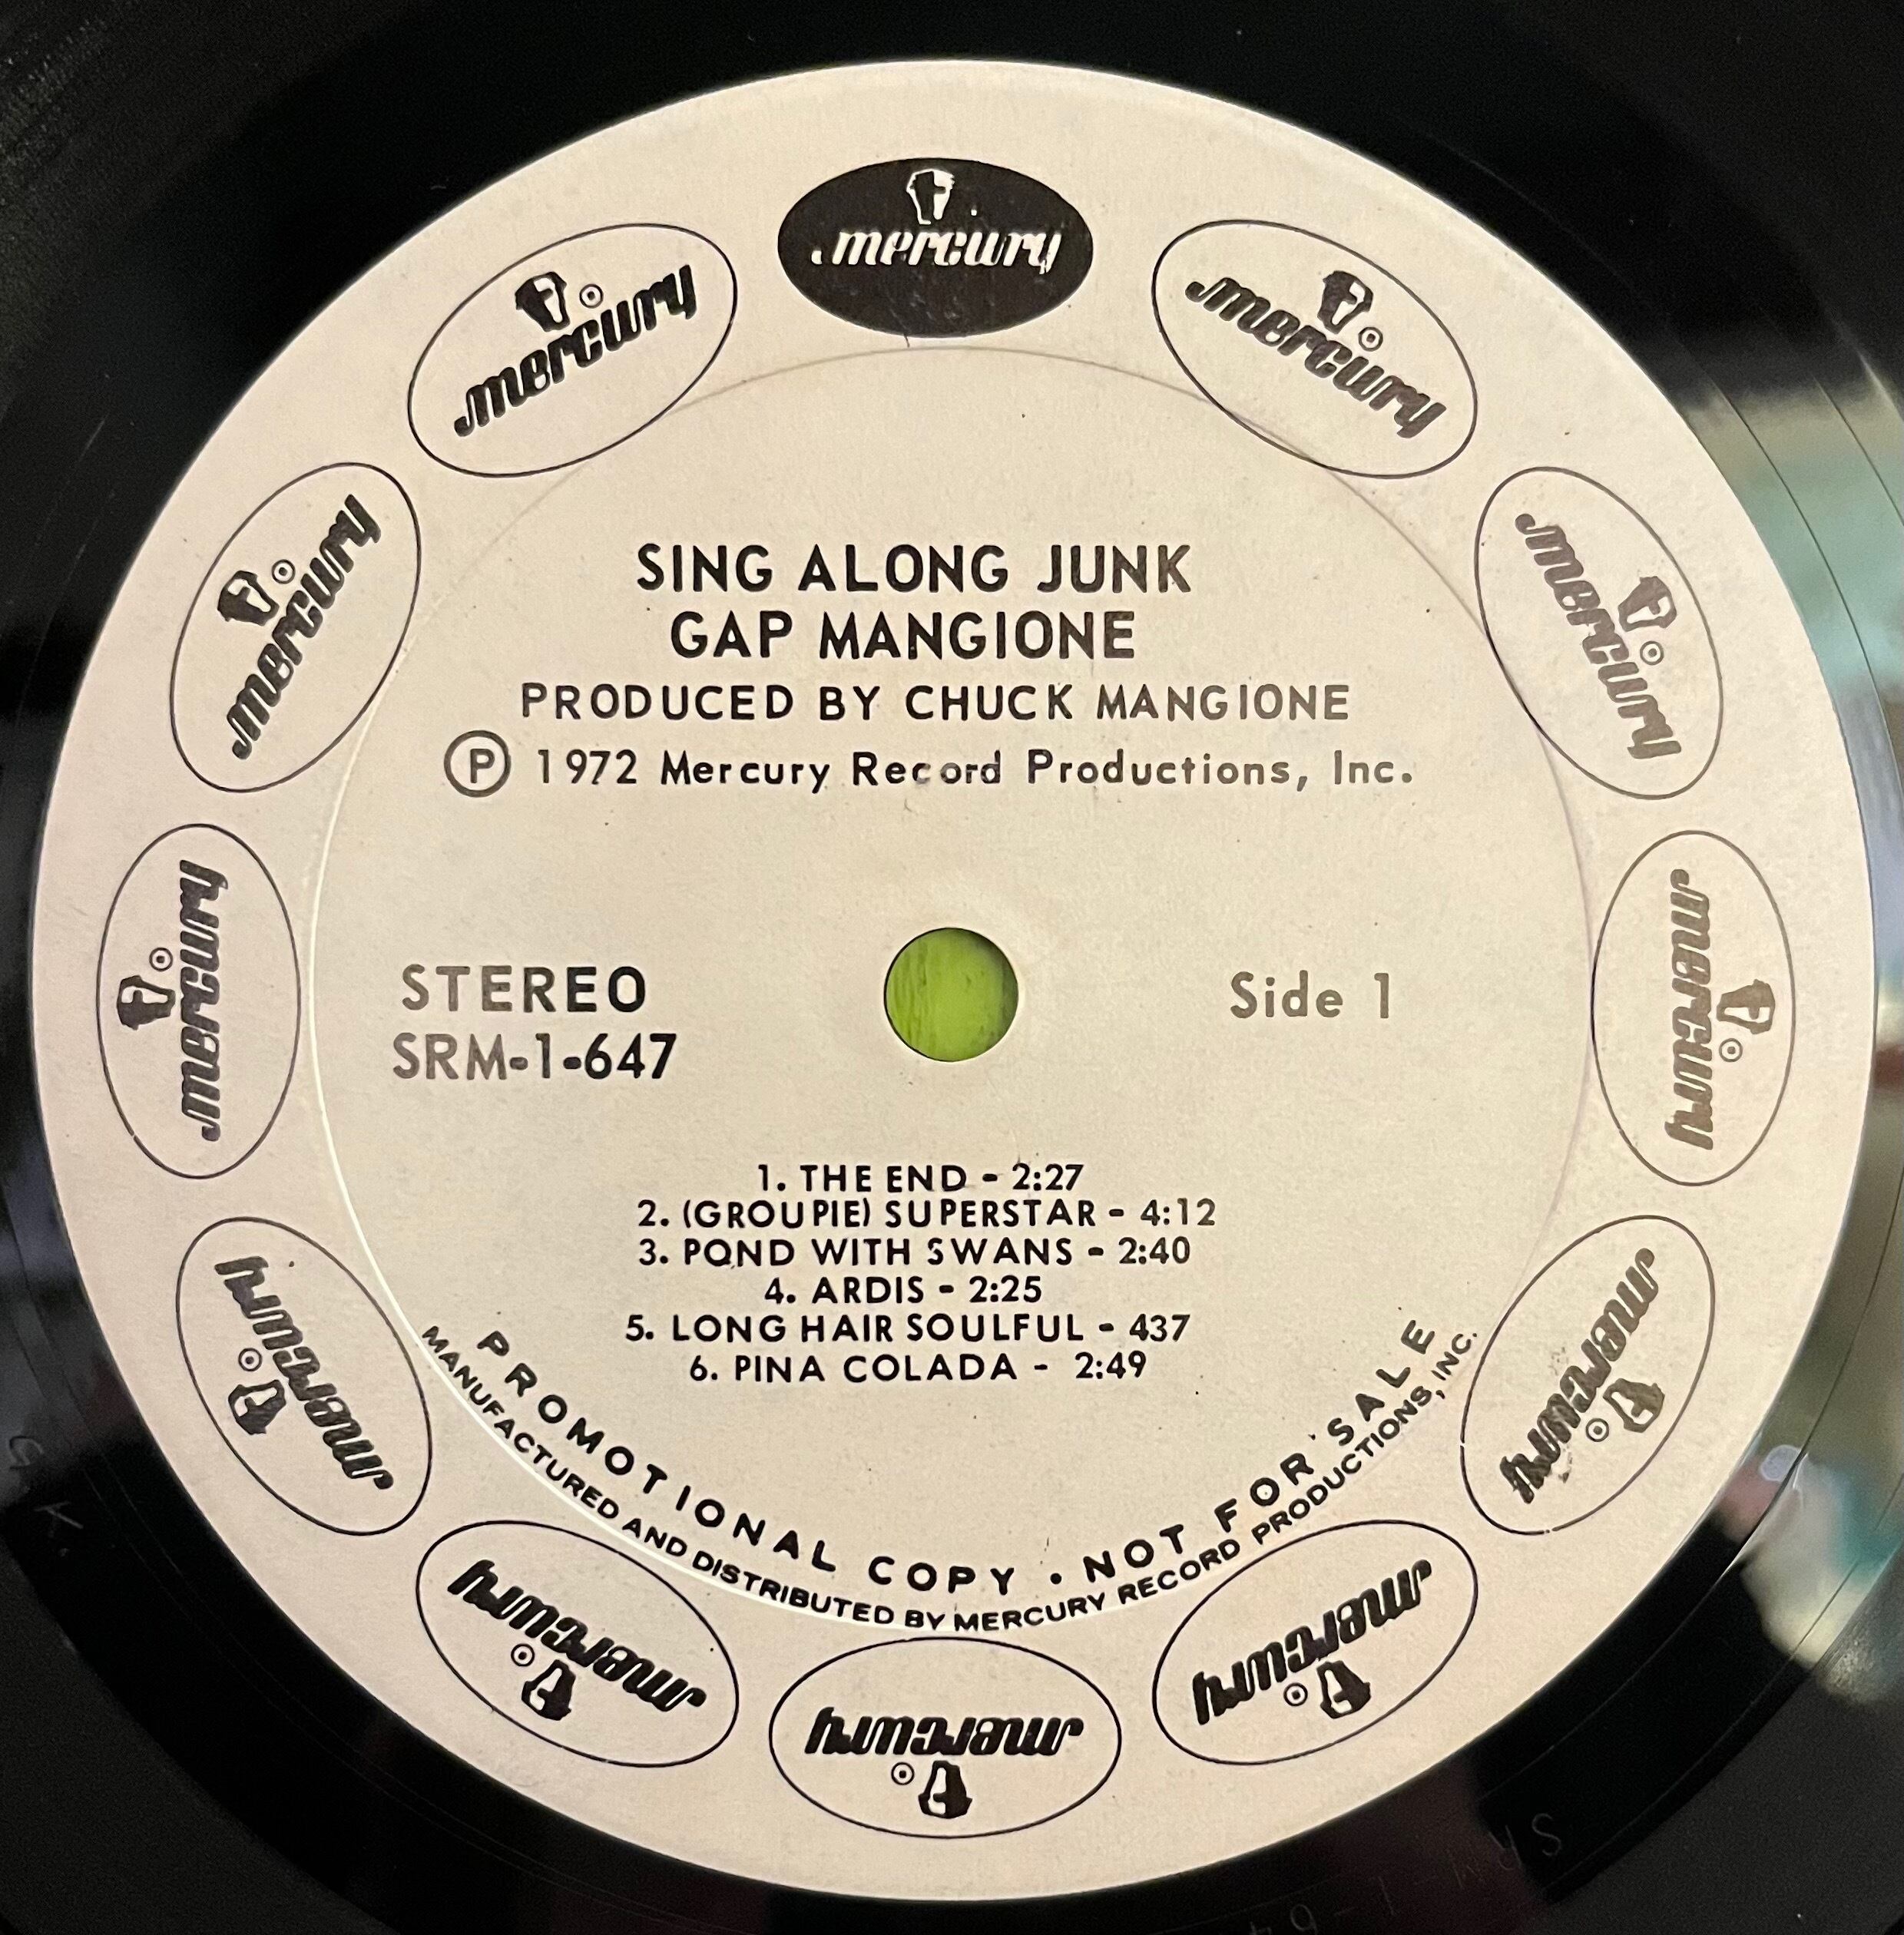 mercury
mercury
mercury
mercury
mercury
SING ALONG JUNK
GAP MANGIONE
PRODUCED BY CHUCK MANGIONE
Ⓟ 1972 Mercury Record Productions, Inc.
mercury
mercury
STEREO
SRM-1-647
Side 1
1. THE END - 2:27
2. (GROUPIE) SUPERSTAR - 4:12
3. POND WITH SWANS - 2:40
4. ARDIS - 2:25
5. LONG HAIR SOULFUL - 437
6. PINA COLADA - 2:49
PROMOTIONAL COPY • NOT FOR SALE
MANUFACTURED AND DISTRIBUTED BY MERCURY RECORD PRODUCTIONS, INC.
mercury
mercury
mercury
mercury
mercury
SRM-1-64